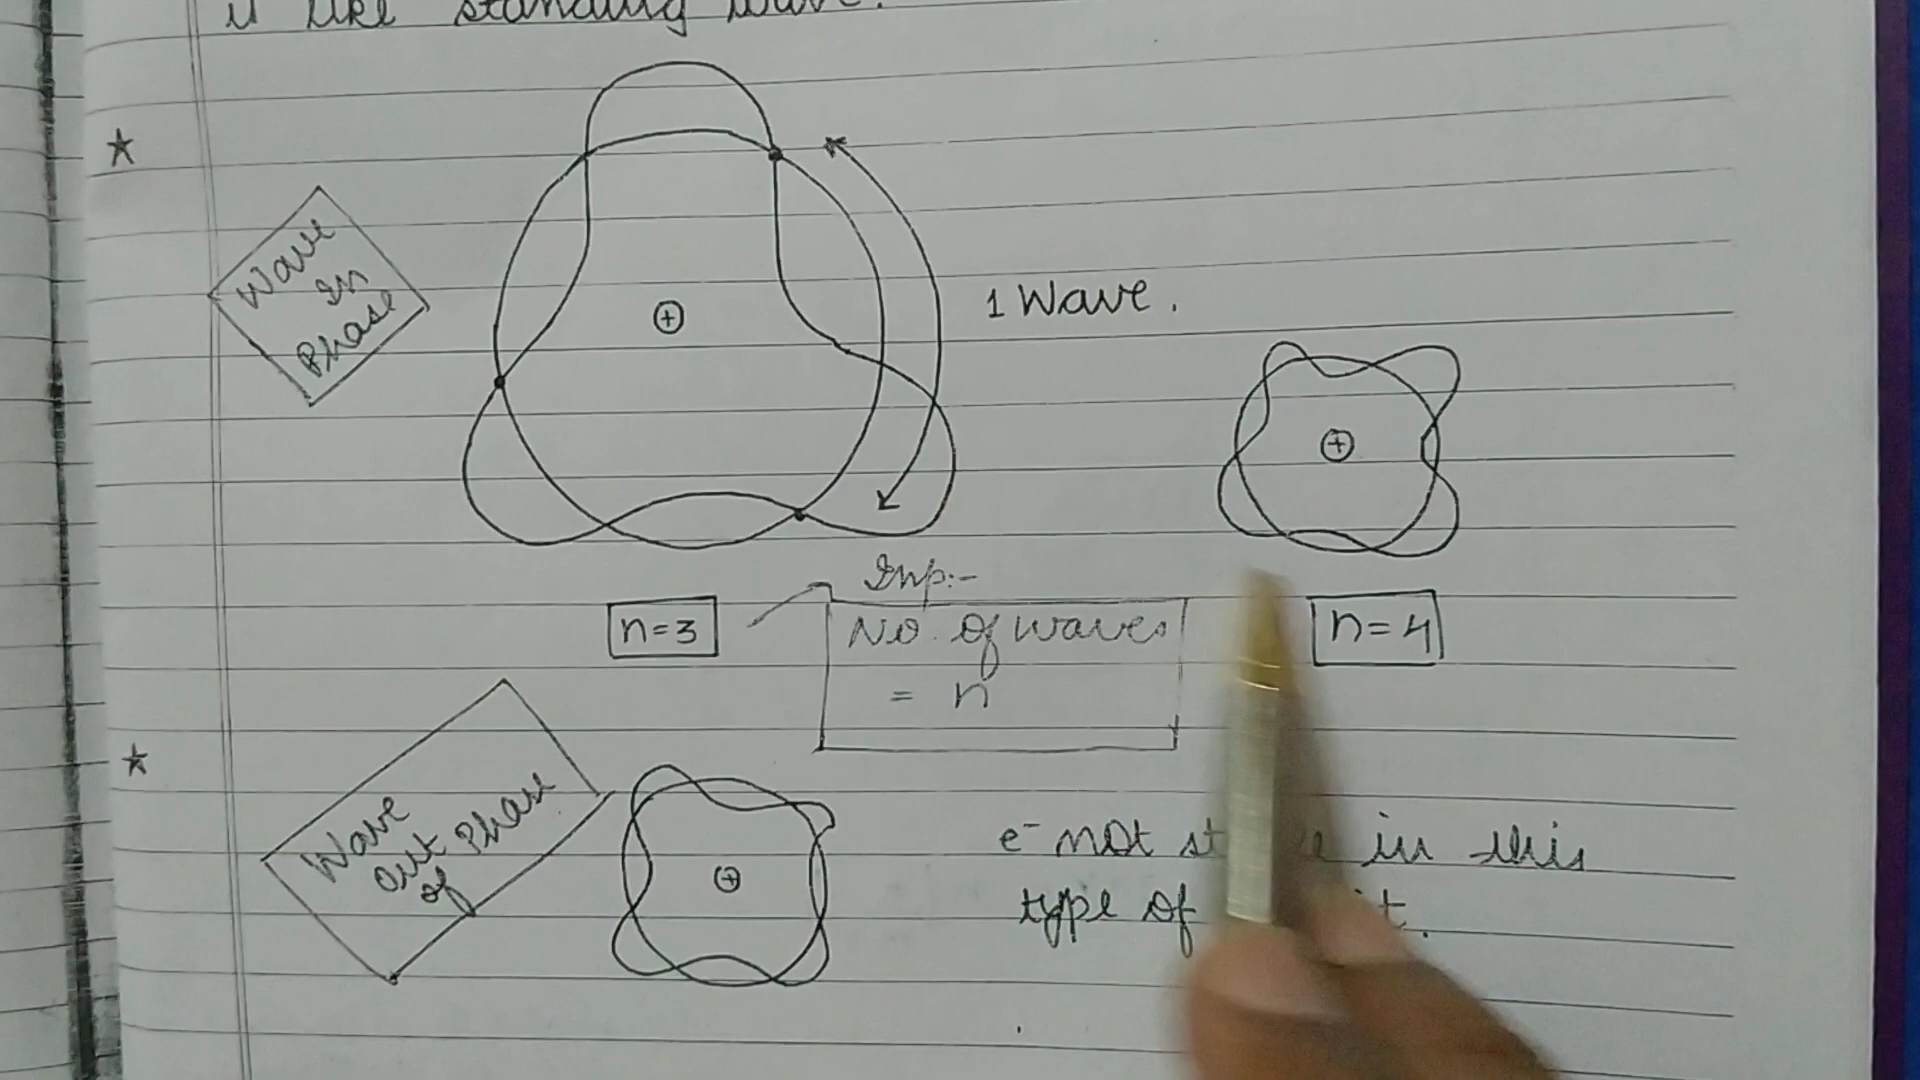 is like standing wave.
Wave
In
Phase
1 Wave.
Imp:-
n=3
No. of waves
= n
n=4
Wave
out of Phase
e⁻ not in this
type of